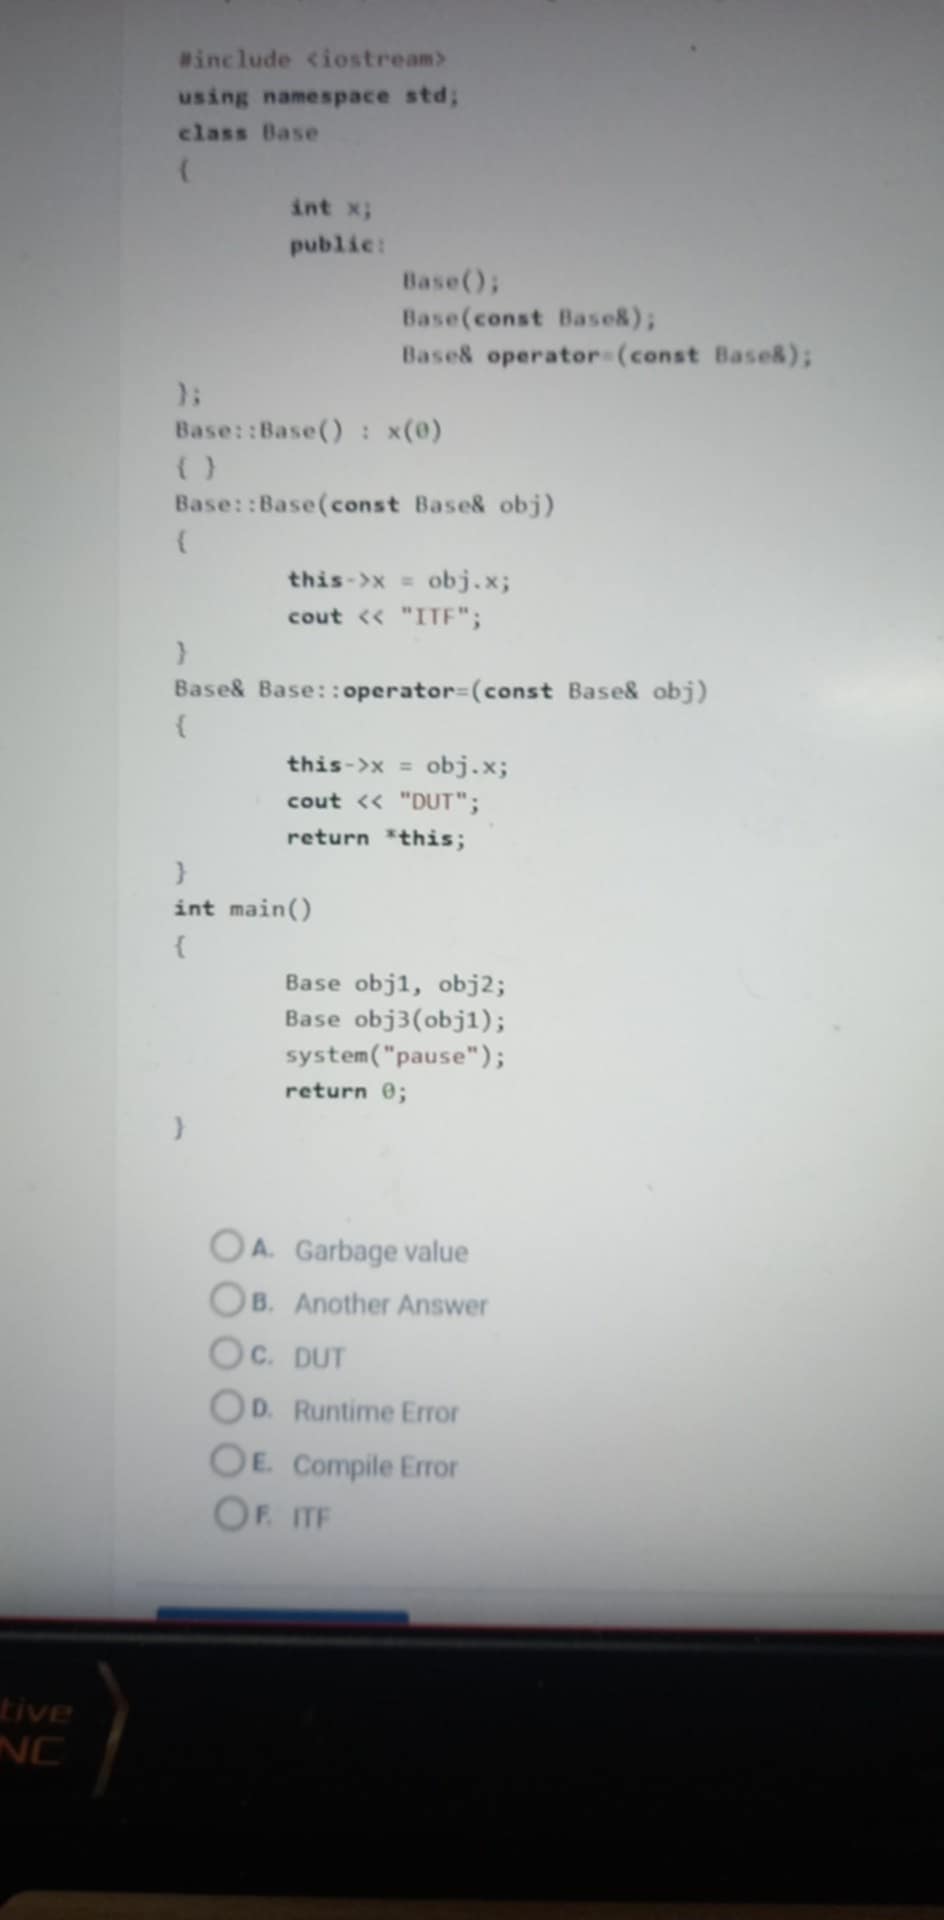 #include <iostream>
using namespace std;
class Base
{
int x;
public:
Base();
Base(const Base&);
Base& operator=(const Base&);
};
Base::Base() : x(0)
{ }
Base::Base(const Base& obj)
{
this->x = obj.x;
cout << "ITF";
}
Base& Base::operator=(const Base& obj)
{
this->x = obj.x;
cout << "DUT";
return *this;
}
int main()
{
Base obj1, obj2;
Base obj3(obj1);
system("pause");
return 0;
}
A. Garbage value
B. Another Answer
C. DUT
D. Runtime Error
E. Compile Error
F. ITF
tive
NC